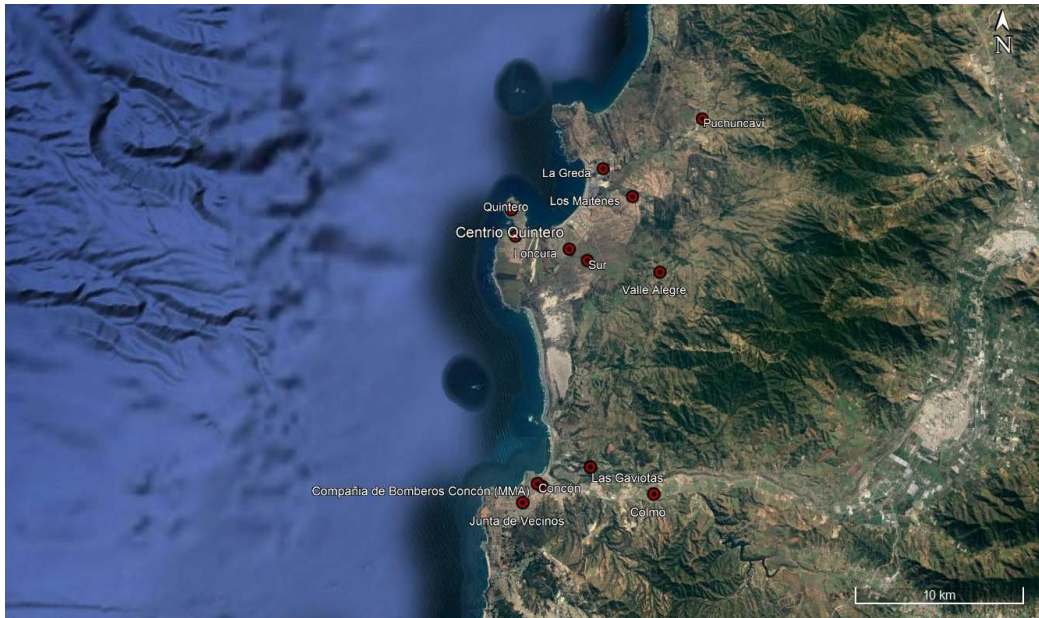 N
Puchuncaví
La Greda
Los Maitenes
Quintero
Centrio Quintero
Loncura
Sur
Valle Alegre
Las Gaviotas
Compañia de Bomberos Concón (MMA)
Concón
Colmo
Junta de Vecinos
10 km